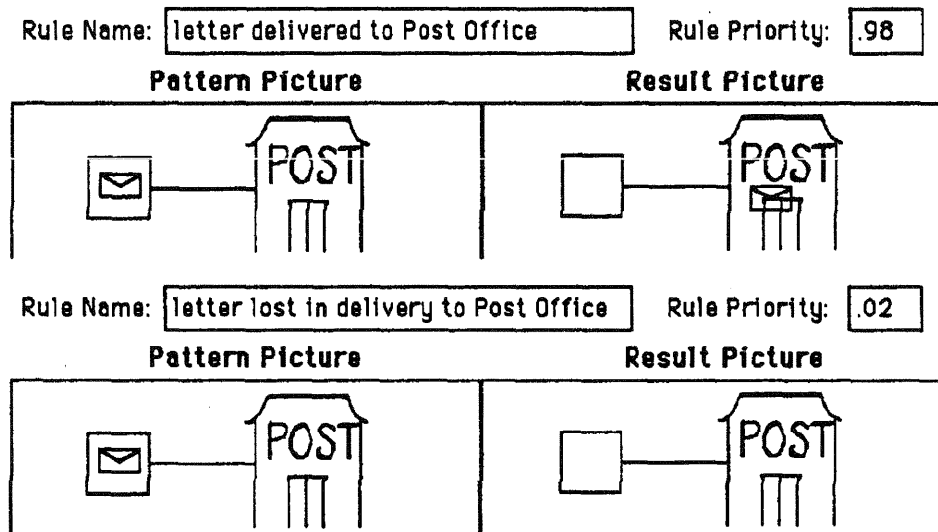 Rule Name: letter delivered to Post Office Rule Priority: .98
Pattern Picture Result Picture
POST POST
Rule Name: letter lost in delivery to Post Office Rule Priority: .02
Pattern Picture Result Picture
POST POST